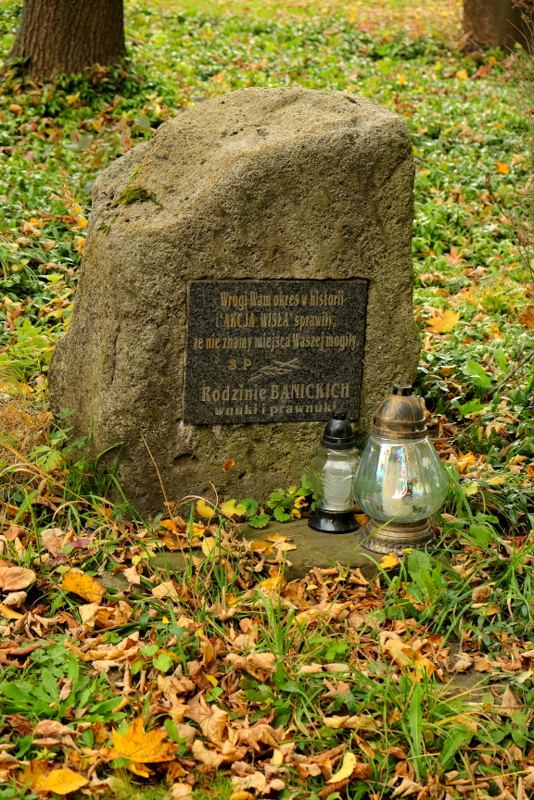 Wrogi Wam okres w historii
i "AKCJA WISŁA" sprawiły,
że nie znamy miejsca Waszej mogiły.
Ś.P.
Rodzinie BANICKICH
wnuki i prawnuki